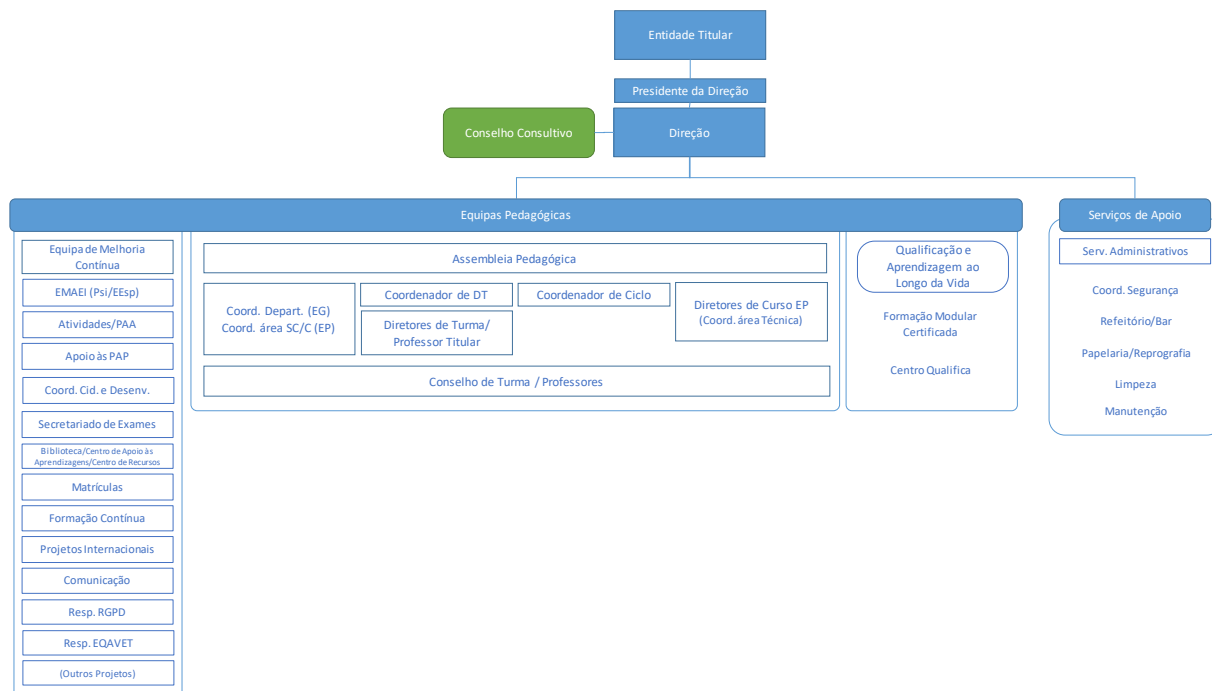 Entidade Titular
Presidente da Direção
Conselho Consultivo
Direção
Equipas Pedagógicas
Serviços de Apoio
Equipa de Melhoria
Contínua
EMAEI (Psi/EEsp)
Atividades/PAA
Apoio às PAP
Coord. Cid. e Desenv.
Secretariado de Exames
Biblioteca/Centro de Apoio às
Aprendizagens/Centro de Recursos
Matrículas
Formação Contínua
Projetos Internacionais
Comunicação
Resp. RGPD
Resp. EQAVET
(Outros Projetos)
Assembleia Pedagógica
Coord. Depart. (EG)
Coord. área SC/C (EP)
Coordenador de DT
Diretores de Turma/
Professor Titular
Coordenador de Ciclo
Diretores de Curso EP
(Coord. área Técnica)
Conselho de Turma / Professores
Qualificação e
Aprendizagem ao
Longo da Vida
Formação Modular
Certificada
Centro Qualifica
Serv. Administrativos
Coord. Segurança
Refeitório/Bar
Papelaria/Reprografia
Limpeza
Manutenção